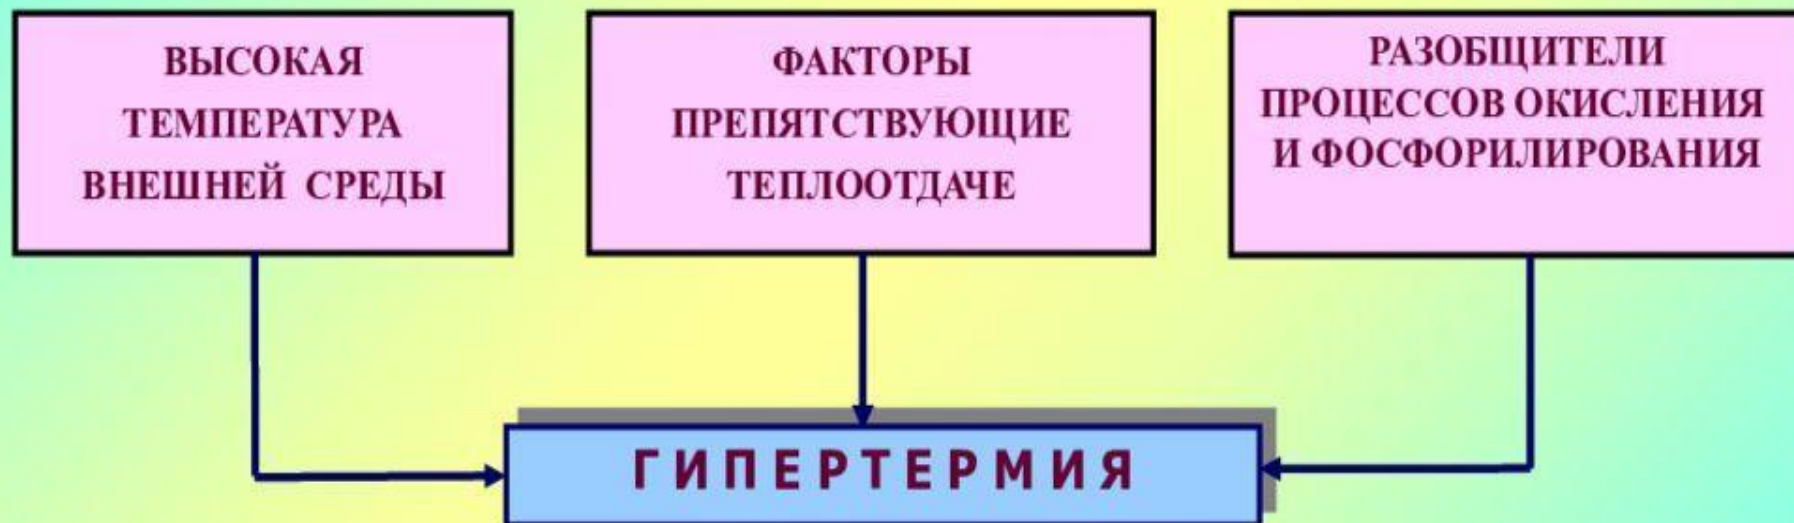 ВЫСОКАЯ
ТЕМПЕРАТУРА
ВНЕШНЕЙ СРЕДЫ
ФАКТОРЫ
ПРЕПЯТСТВУЮЩИЕ
ТЕПЛООТДАЧЕ
РАЗОБЩИТЕЛИ
ПРОЦЕССОВ ОКИСЛЕНИЯ
И ФОСФОРИЛИРОВАНИЯ
ГИПЕРТЕРМИЯ